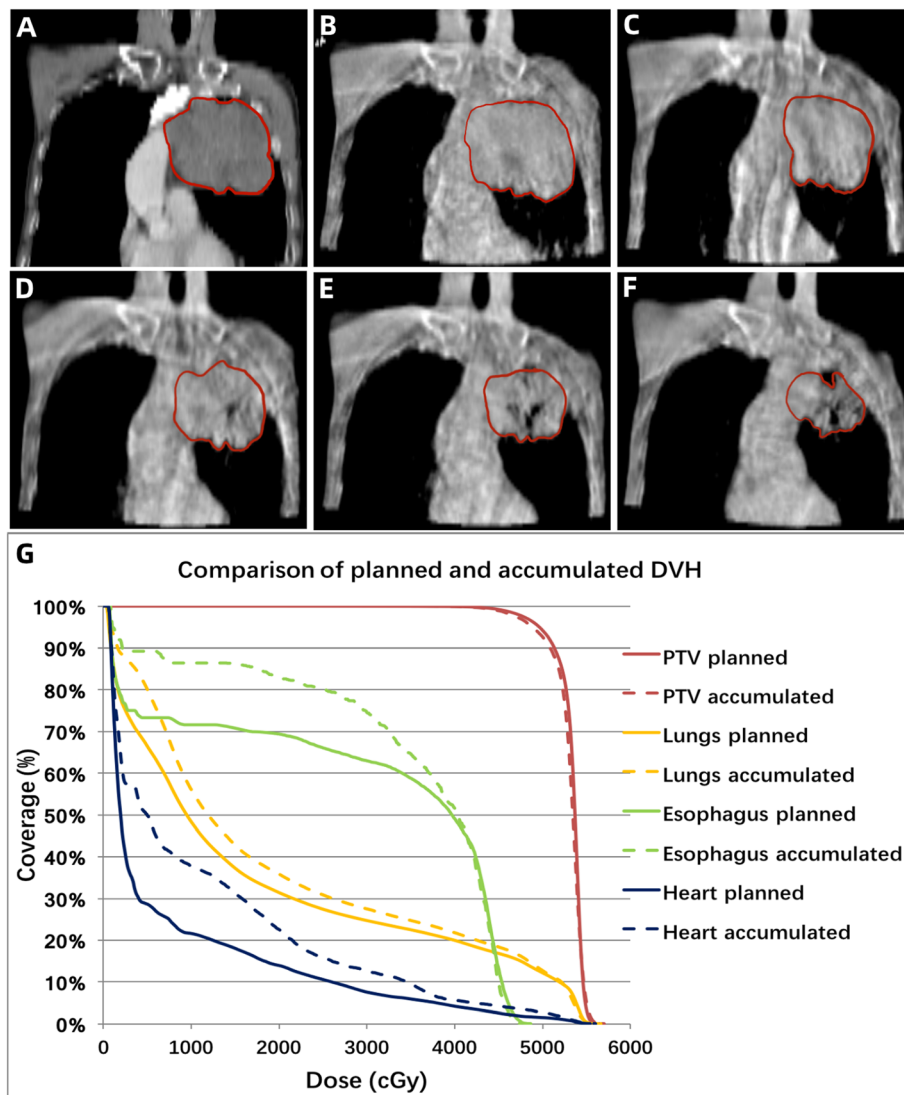 A
B
C
D
E
F
G
Comparison of planned and accumulated DVH
100%
90%
80%
70%
60%
50%
40%
30%
20%
10%
0%
Coverage (%)
0 1000 2000 3000 4000 5000 6000
Dose (cGy)
PTV planned
PTV accumulated
Lungs planned
Lungs accumulated
Esophagus planned
Esophagus accumulated
Heart planned
Heart accumulated